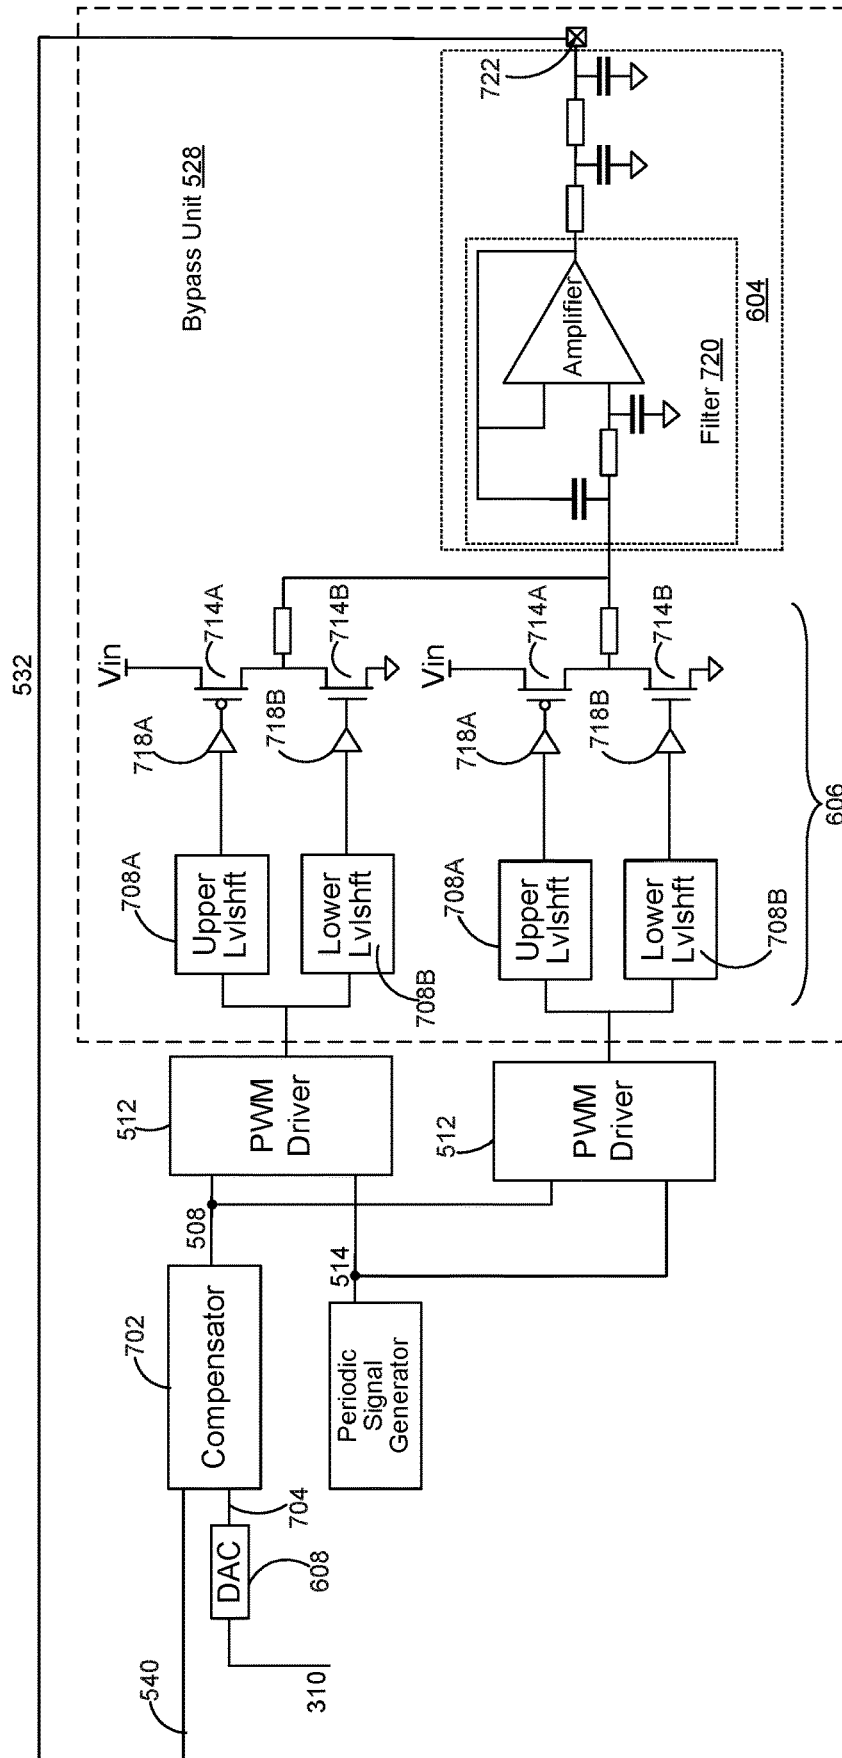 532
Bypass Unit 528
722
Amplifier
Filter 720
604
Vin
714A
714B
718A
718B
Vin
714A
714B
718A
718B
606
708A
Upper
Lvlshft
Lower
Lvlshft
708B
708A
Upper
Lvlshft
Lower
Lvlshft
708B
512
PWM
Driver
512
PWM
Driver
508
514
702
Compensator
Periodic
Signal
Generator
704
DAC
608
540
310